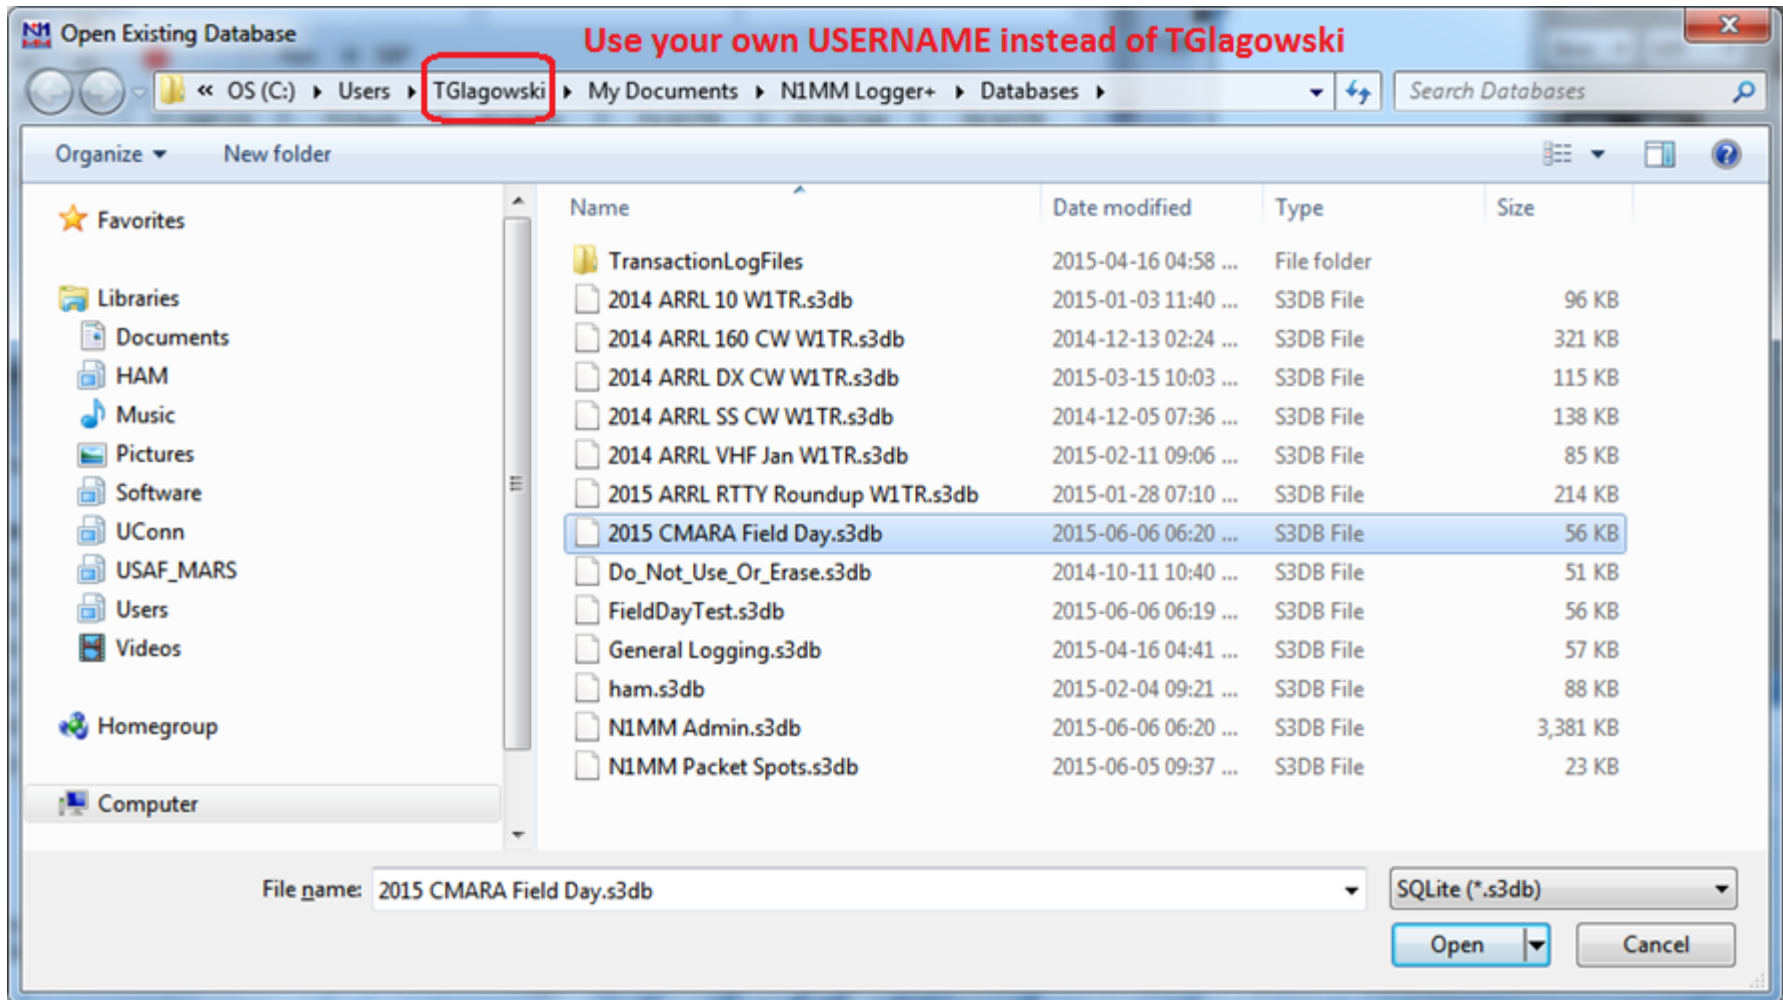 Open Existing Database
Use your own USERNAME instead of TGlagowski
« OS (C:) ▸ Users ▸ TGlagowski ▸ My Documents ▸ N1MM Logger+ ▸ Databases ▸
Search Databases
Organize
New folder
Favorites
Libraries
Documents
HAM
Music
Pictures
Software
UConn
USAF_MARS
Users
Videos
Homegroup
Computer
Name Date modified Type Size
TransactionLogFiles 2015-04-16 04:58 ... File folder
2014 ARRL 10 W1TR.s3db 2015-01-03 11:40 ... S3DB File 96 KB
2014 ARRL 160 CW W1TR.s3db 2014-12-13 02:24 ... S3DB File 321 KB
2014 ARRL DX CW W1TR.s3db 2015-03-15 10:03 ... S3DB File 115 KB
2014 ARRL SS CW W1TR.s3db 2014-12-05 07:36 ... S3DB File 138 KB
2014 ARRL VHF Jan W1TR.s3db 2015-02-11 09:06 ... S3DB File 85 KB
2015 ARRL RTTY Roundup W1TR.s3db 2015-01-28 07:10 ... S3DB File 214 KB
2015 CMARA Field Day.s3db 2015-06-06 06:20 ... S3DB File 56 KB
Do_Not_Use_Or_Erase.s3db 2014-10-11 10:40 ... S3DB File 51 KB
FieldDayTest.s3db 2015-06-06 06:19 ... S3DB File 56 KB
General Logging.s3db 2015-04-16 04:41 ... S3DB File 57 KB
ham.s3db 2015-02-04 09:21 ... S3DB File 88 KB
N1MM Admin.s3db 2015-06-06 06:20 ... S3DB File 3,381 KB
N1MM Packet Spots.s3db 2015-06-05 09:37 ... S3DB File 23 KB
File name: 2015 CMARA Field Day.s3db
SQLite (*.s3db)
Open
Cancel